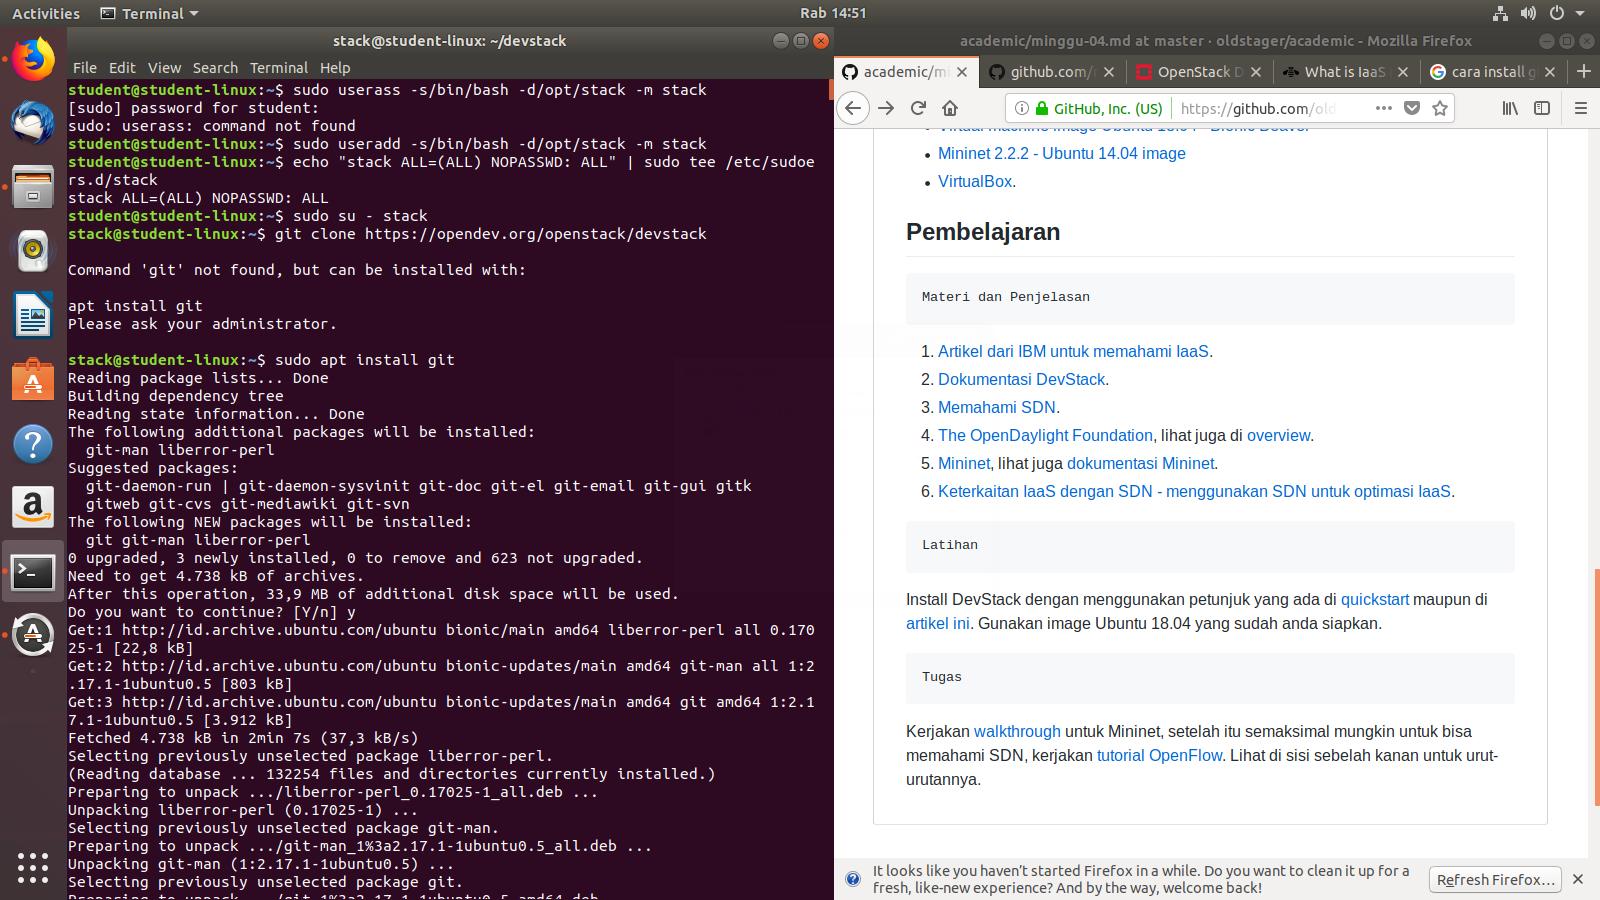 Activities
Terminal
Rab 14:51
stack@student-linux: ~/devstack
File Edit View Search Terminal Help
student@student-linux:~$ sudo userass -s/bin/bash -d/opt/stack -m stack
[sudo] password for student:
sudo: userass: command not found
student@student-linux:~$ sudo useradd -s/bin/bash -d/opt/stack -m stack
student@student-linux:~$ echo "stack ALL=(ALL) NOPASSWD: ALL" | sudo tee /etc/sudoe
rs.d/stack
stack ALL=(ALL) NOPASSWD: ALL
student@student-linux:~$ sudo su - stack
stack@student-linux:~$ git clone https://opendev.org/openstack/devstack
Command 'git' not found, but can be installed with:
apt install git
Please ask your administrator.
stack@student-linux:~$ sudo apt install git
Reading package lists... Done
Building dependency tree
Reading state information... Done
The following additional packages will be installed:
git-man liberror-perl
Suggested packages:
git-daemon-run | git-daemon-sysvinit git-doc git-el git-email git-gui gitk
gitweb git-cvs git-mediawiki git-svn
The following NEW packages will be installed:
git git-man liberror-perl
0 upgraded, 3 newly installed, 0 to remove and 623 not upgraded.
Need to get 4.738 kB of archives.
After this operation, 33,9 MB of additional disk space will be used.
Do you want to continue? [Y/n] y
Get:1 http://id.archive.ubuntu.com/ubuntu bionic/main amd64 liberror-perl all 0.170
25-1 [22,8 kB]
Get:2 http://id.archive.ubuntu.com/ubuntu bionic-updates/main amd64 git-man all 1:2
.17.1-1ubuntu0.5 [803 kB]
Get:3 http://id.archive.ubuntu.com/ubuntu bionic-updates/main amd64 git amd64 1:2.1
7.1-1ubuntu0.5 [3.912 kB]
Fetched 4.738 kB in 2min 7s (37,3 kB/s)
Selecting previously unselected package liberror-perl.
(Reading database ... 132254 files and directories currently installed.)
Preparing to unpack .../liberror-perl_0.17025-1_all.deb ...
Unpacking liberror-perl (0.17025-1) ...
Selecting previously unselected package git-man.
Preparing to unpack .../git-man_1%3a2.17.1-1ubuntu0.5_all.deb ...
Unpacking git-man (1:2.17.1-1ubuntu0.5) ...
Selecting previously unselected package git.
Preparing to unpack .../git_1%3a2.17.1-1ubuntu0.5_amd64.deb ...
academic/minggu-04.md at master · oldstager/academic - Mozilla Firefox
academic/mi
github.com/
OpenStack D
What is IaaS
cara install g
GitHub, Inc. (US)
https://github.com/old
Virtual machine image Ubuntu 18.04 - Bionic Beaver
• Mininet 2.2.2 - Ubuntu 14.04 image
• VirtualBox.
Pembelajaran
Materi dan Penjelasan
1. Artikel dari IBM untuk memahami IaaS.
2. Dokumentasi DevStack.
3. Memahami SDN.
4. The OpenDaylight Foundation, lihat juga di overview.
5. Mininet, lihat juga dokumentasi Mininet.
6. Keterkaitan IaaS dengan SDN - menggunakan SDN untuk optimasi IaaS.
Latihan
Install DevStack dengan menggunakan petunjuk yang ada di quickstart maupun di
artikel ini. Gunakan image Ubuntu 18.04 yang sudah anda siapkan.
Tugas
Kerjakan walkthrough untuk Mininet, setelah itu semaksimal mungkin untuk bisa
memahami SDN, kerjakan tutorial OpenFlow. Lihat di sisi sebelah kanan untuk urut-
urutannya.
It looks like you haven't started Firefox in a while. Do you want to clean it up for a
fresh, like-new experience? And by the way, welcome back!
Refresh Firefox...